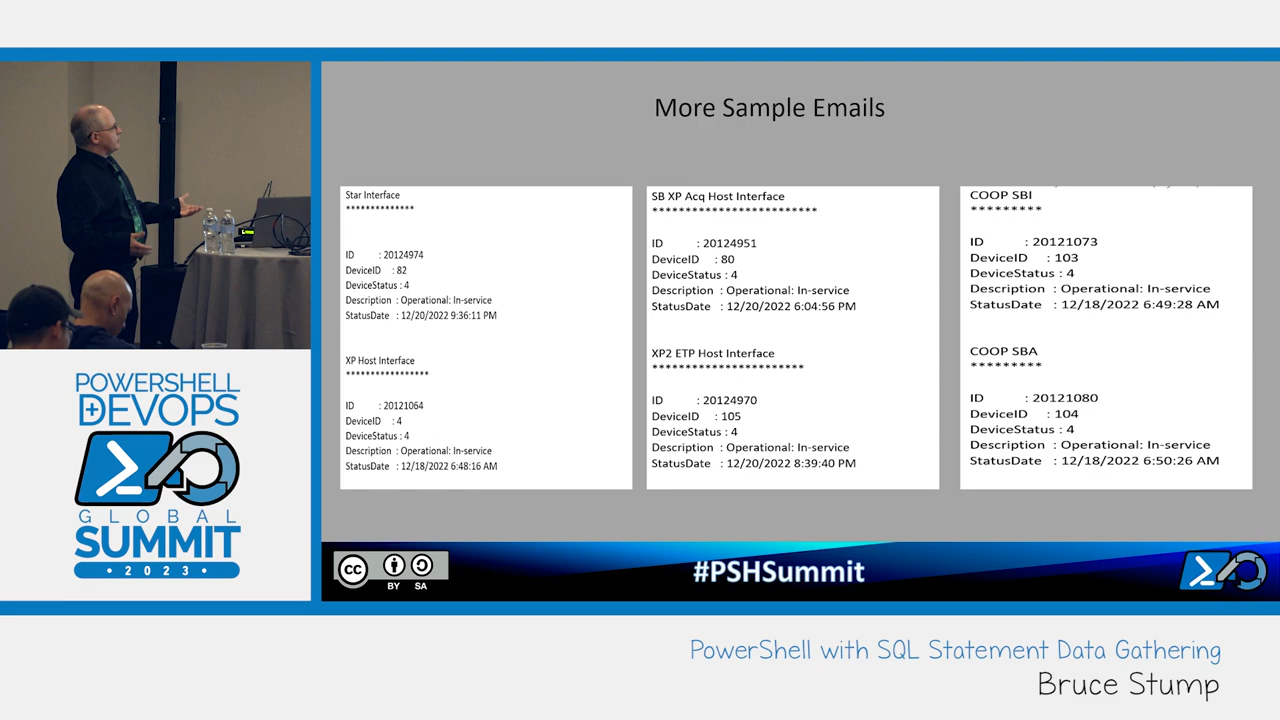 More Sample Emails
Star Interface
**************
ID : 20124974
DeviceID : 82
DeviceStatus : 4
Description : Operational: In-service
StatusDate : 12/20/2022 9:36:11 PM
XP Host Interface
*****************
ID : 20121064
DeviceID : 4
DeviceStatus : 4
Description : Operational: In-service
StatusDate : 12/18/2022 6:48:16 AM
SB XP Acq Host Interface
*************************
ID : 20124951
DeviceID : 80
DeviceStatus : 4
Description : Operational: In-service
StatusDate : 12/20/2022 6:04:56 PM
XP2 ETP Host Interface
***********************
ID : 20124970
DeviceID : 105
DeviceStatus : 4
Description : Operational: In-service
StatusDate : 12/20/2022 8:39:40 PM
COOP SBI
*********
ID : 20121073
DeviceID : 103
DeviceStatus : 4
Description : Operational: In-service
StatusDate : 12/18/2022 6:49:28 AM
COOP SBA
*********
ID : 20121080
DeviceID : 104
DeviceStatus : 4
Description : Operational: In-service
StatusDate : 12/18/2022 6:50:26 AM
POWERSHELL
+DEVOPS
GLOBAL
SUMMIT
• 2023 •
CC BY SA
#PSHSummit
PowerShell with SQL Statement Data Gathering
Bruce Stump